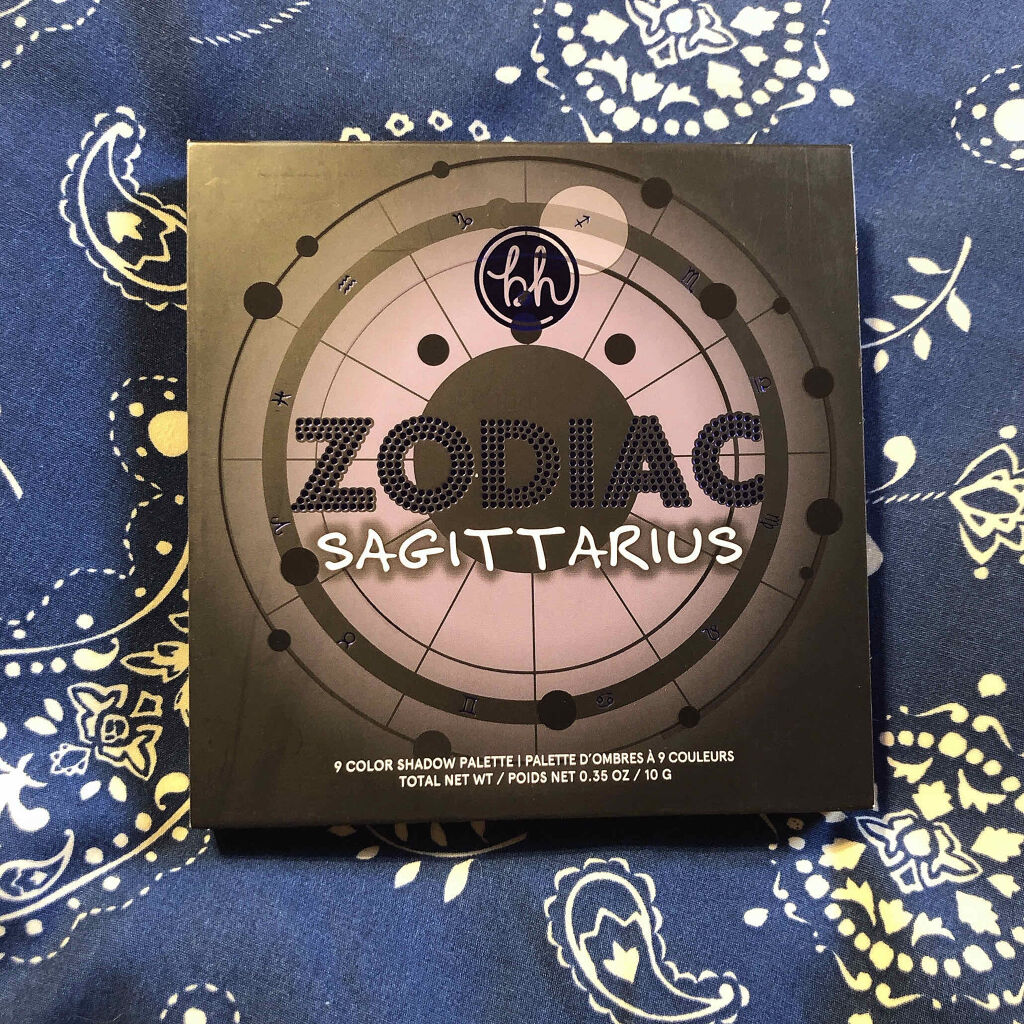 bh
ZODIAC
SAGITTARIUS
9 COLOR SHADOW PALETTE | PALETTE D'OMBRES À 9 COULEURS
TOTAL NET WT / POIDS NET 0.35 OZ / 10 G